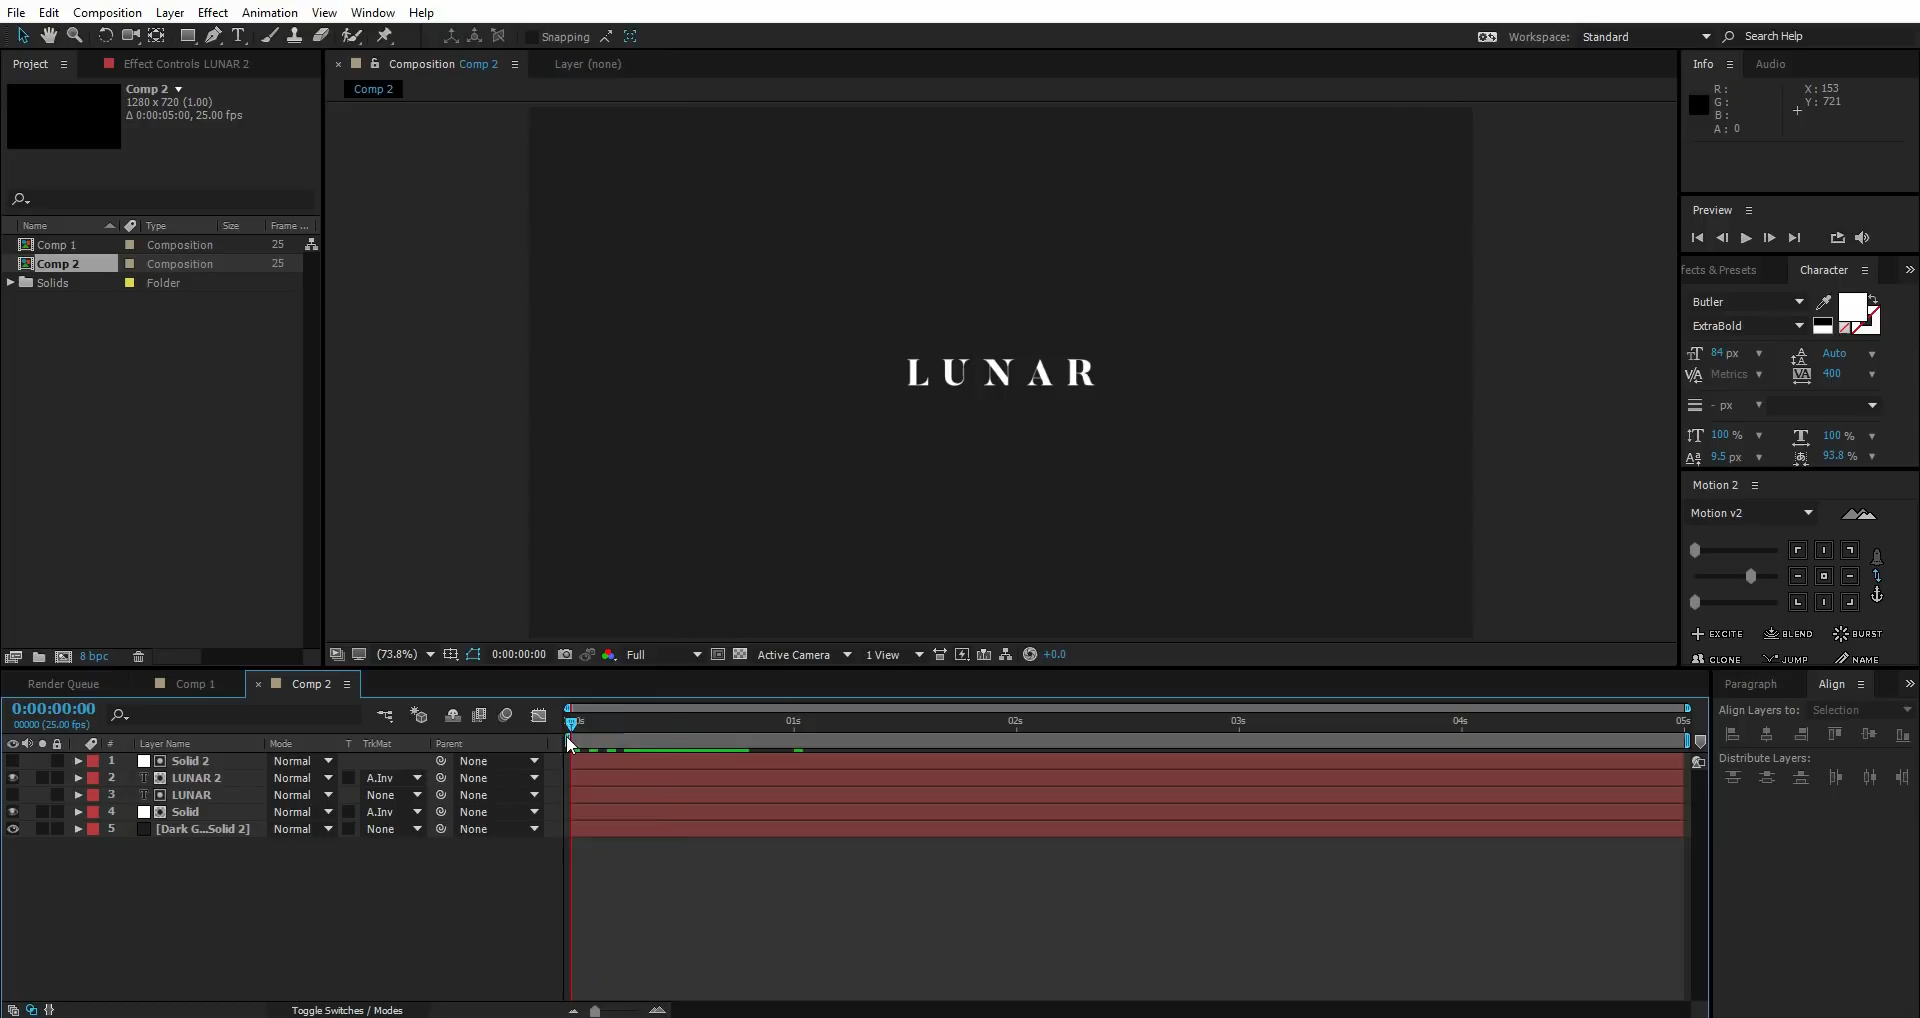 File Edit Composition Layer Effect Animation View Window Help
Snapping
Workspace: Standard
Search Help
Project
Effect Controls LUNAR 2
Comp 2
1280 x 720 (1.00)
Δ 0:00:05:00, 25.00 fps
Name Type Size Frame ...
Comp 1 Composition 25
Comp 2 Composition 25
Solids Folder
8 bpc
Composition Comp 2
Layer (none)
Comp 2
LUNAR
(73.8%) 0:00:00:00 Full Active Camera 1 View +0.0
Info Audio
R :
G :
B :
A : 0
X : 153
Y : 721
Preview
fects & Presets Character
Butler
ExtraBold
84 px Auto
Metrics 400
- px
100 % 100 %
9.5 px 93.8 %
Motion 2
Motion v2
EXCITE BLEND BURST
CLONE JUMP NAME
Render Queue Comp 1 Comp 2
0:00:00:00
00000 (25.00 fps)
0s 01s 02s 03s 04s 05s
# Layer Name Mode T TrkMat Parent
1 Solid 2 Normal None
2 LUNAR 2 Normal A.Inv None
3 LUNAR Normal None None
4 Solid Normal A.Inv None
5 [Dark G...Solid 2] Normal None None
Toggle Switches / Modes
Paragraph Align
Align Layers to: Selection
Distribute Layers: